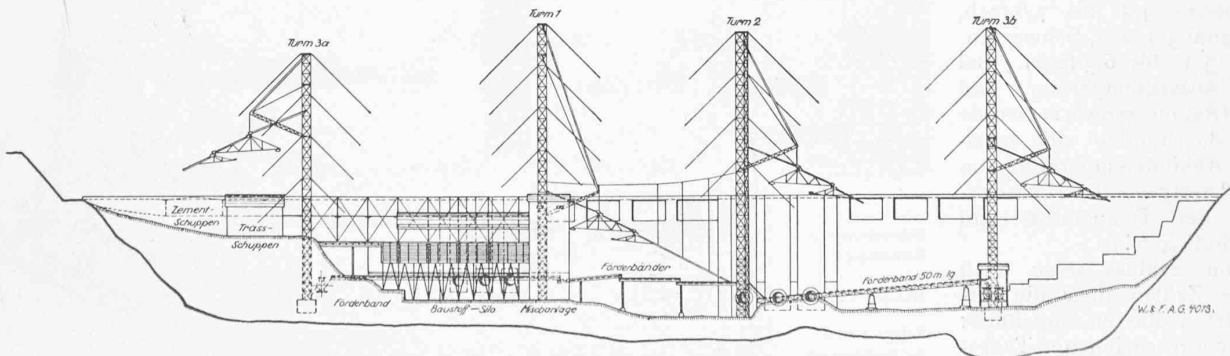 Turm 1
Turm 2
Turm 3b
Turm 3a
Zement-
Schuppen
Trass-
Schuppen
Förderbänder
Förderband 50 m lg
Förderband
Baustoff-Silo
Mischanlage
W. & F. A.G. 4073.